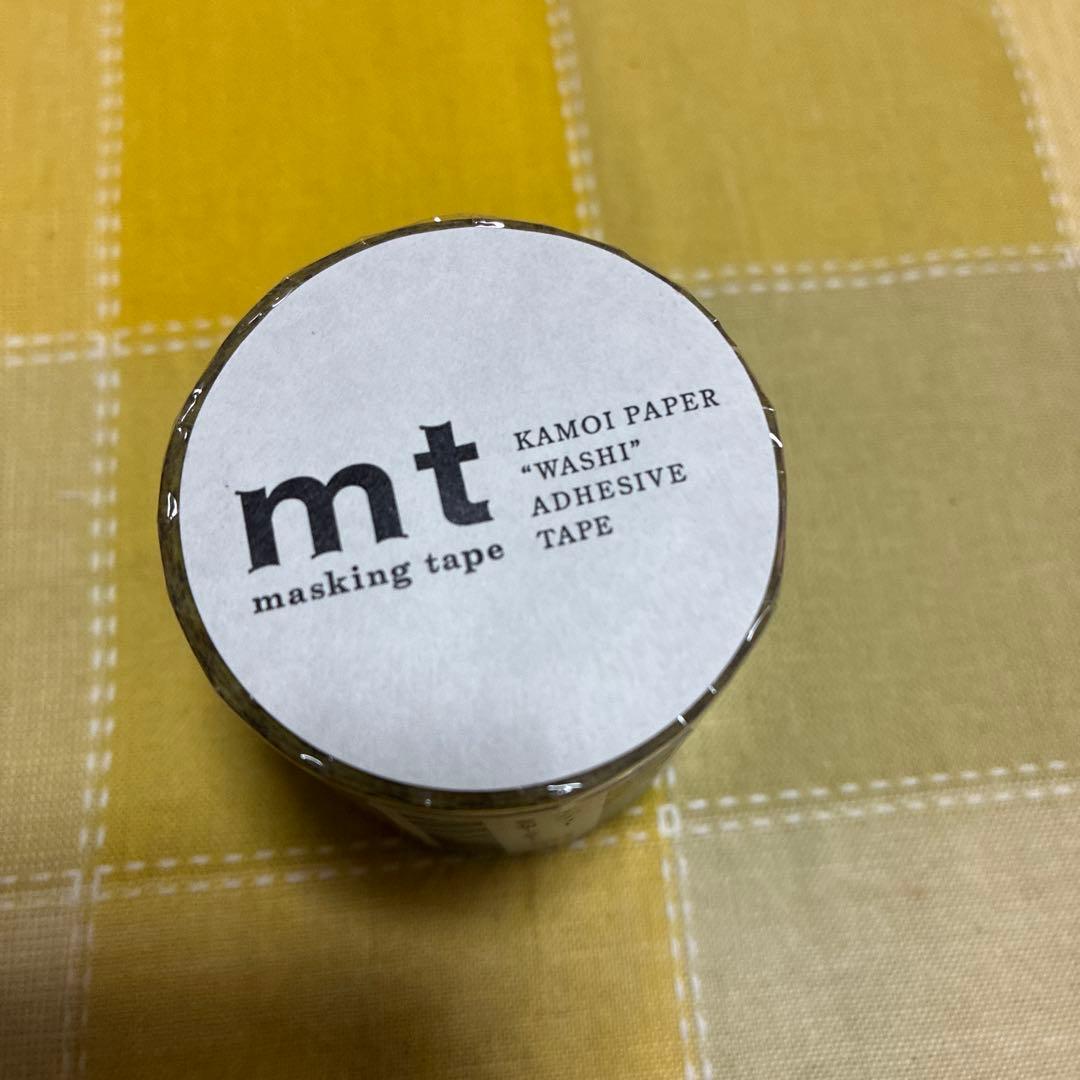 mt
masking tape
KAMOI PAPER
“WASHI”
ADHESIVE
TAPE